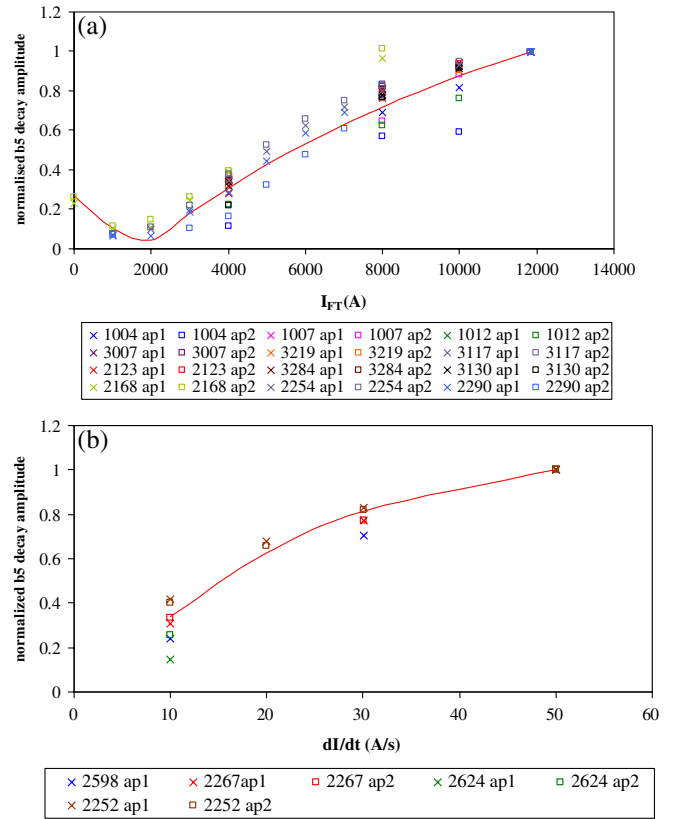 (a)
normalised b5 decay amplitude
1.2
1
0.8
0.6
0.4
0.2
0
0 2000 4000 6000 8000 10000 12000 14000
I_FT(A)
1004 ap1 1004 ap2 1007 ap1 1007 ap2 1012 ap1 1012 ap2
3007 ap1 3007 ap2 3219 ap1 3219 ap2 3117 ap1 3117 ap2
2123 ap1 2123 ap2 3284 ap1 3284 ap2 3130 ap1 3130 ap2
2168 ap1 2168 ap2 2254 ap1 2254 ap2 2290 ap1 2290 ap2
(b)
normalized b5 decay amplitude
1.2
1
0.8
0.6
0.4
0.2
0
0 10 20 30 40 50 60
dI/dt (A/s)
2598 ap1 2267ap1 2267 ap2 2624 ap1 2624 ap2
2252 ap1 2252 ap2